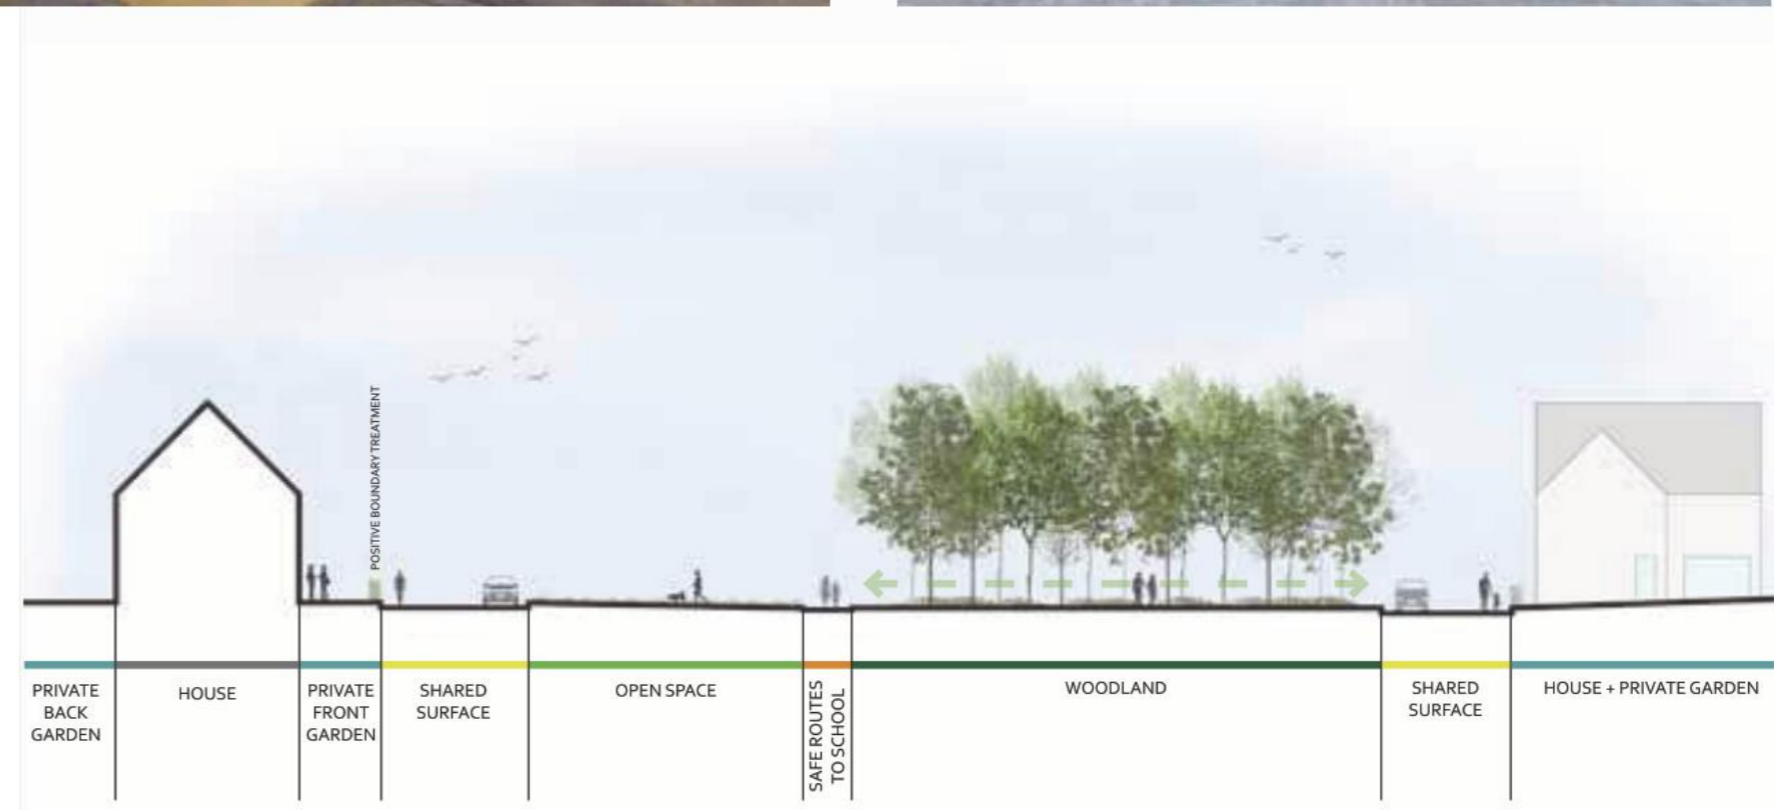 POSITIVE BOUNDARY TREATMENT
PRIVATE
BACK
GARDEN
HOUSE
PRIVATE
FRONT
GARDEN
SHARED
SURFACE
OPEN SPACE
SAFE ROUTES
TO SCHOOL
WOODLAND
SHARED
SURFACE
HOUSE + PRIVATE GARDEN